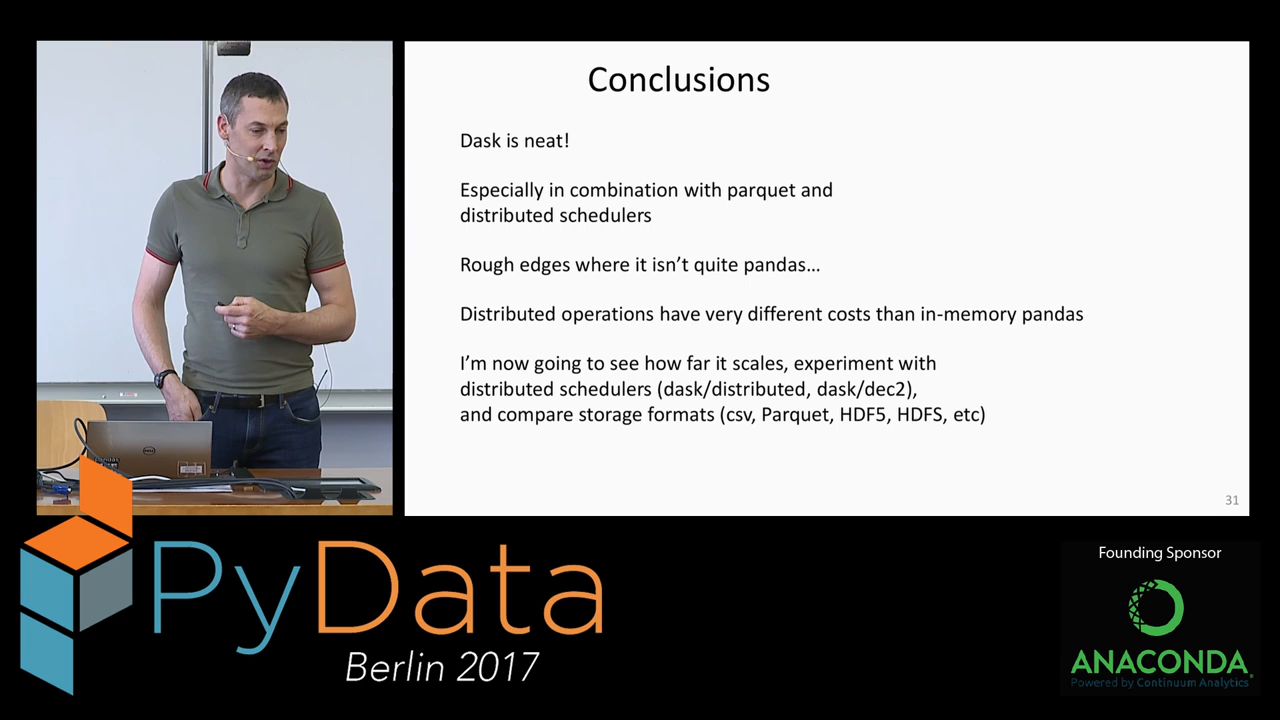 Conclusions
Dask is neat!
Especially in combination with parquet and
distributed schedulers
Rough edges where it isn't quite pandas...
Distributed operations have very different costs than in-memory pandas
I'm now going to see how far it scales, experiment with
distributed schedulers (dask/distributed, dask/dec2),
and compare storage formats (csv, Parquet, HDF5, HDFS, etc)
31
DELL
PyData
Berlin 2017
Founding Sponsor
ANACONDA
Powered by Continuum Analytics